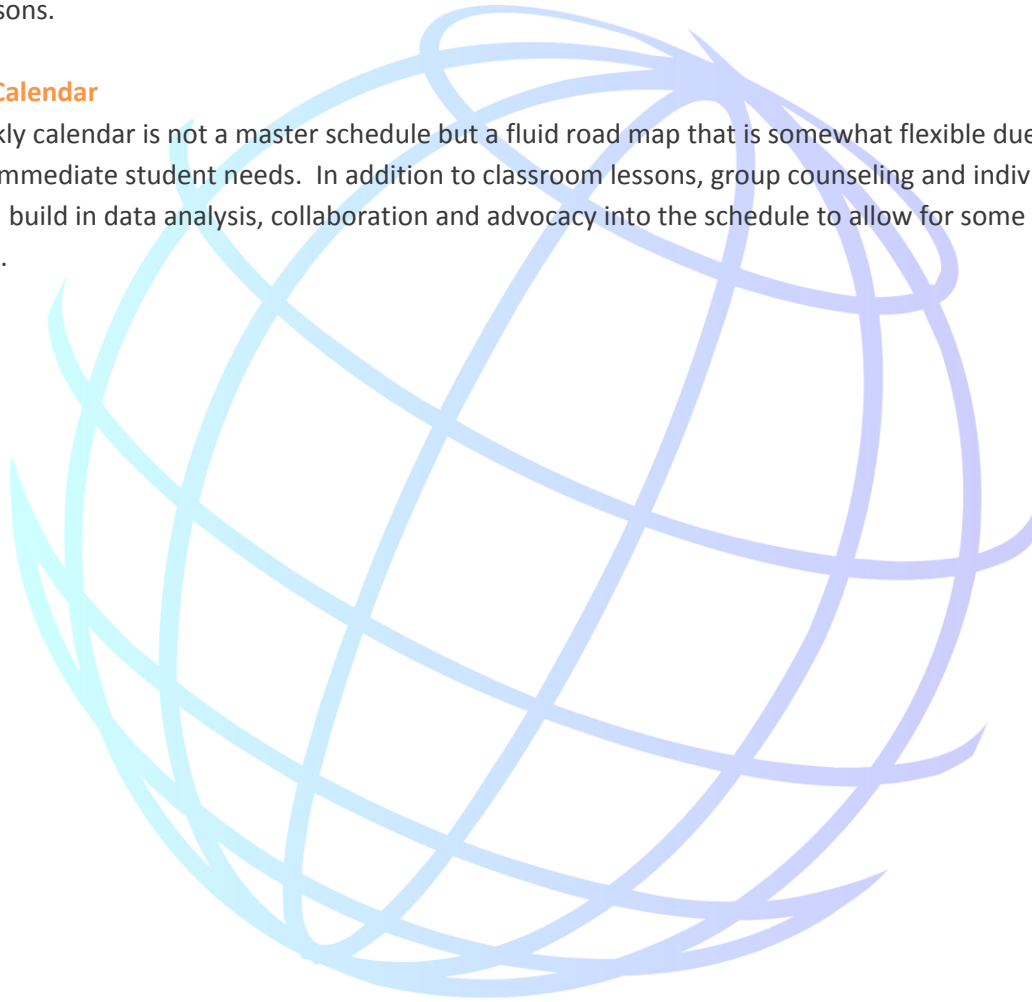 sons.
Calendar
kly calendar is not a master schedule but a fluid road map that is somewhat flexible due
mmediate student needs.  In addition to classroom lessons, group counseling and indiv
build in data analysis, collaboration and advocacy into the schedule to allow for some
.